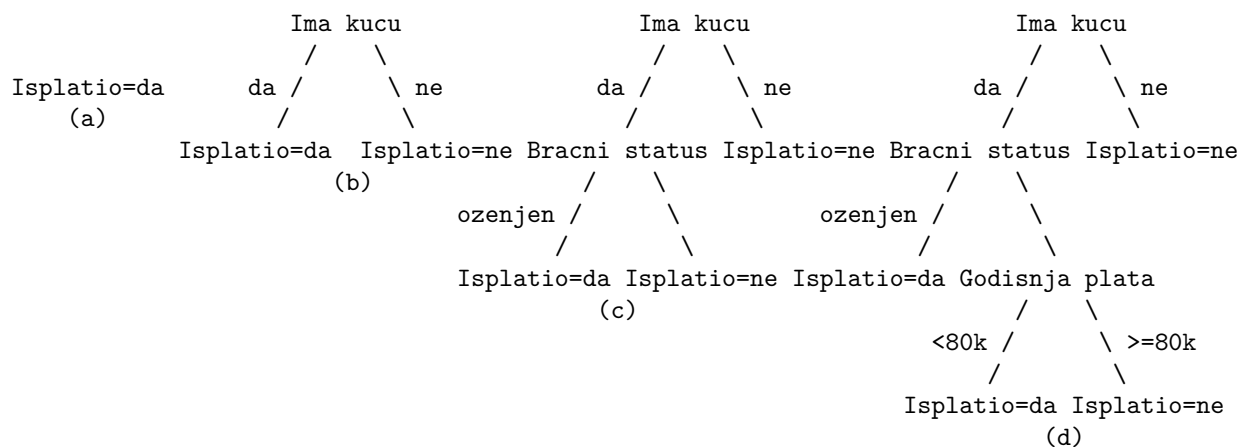 Ima kucu Ima kucu Ima kucu
/ \ / \ / \
Isplatio=da da / \ ne da / \ ne da / \ ne
(a) / \ / \ / \
Isplatio=da Isplatio=ne Bracni status Isplatio=ne Bracni status Isplatio=ne
(b) / \ / \
ozenjen / \ ozenjen / \
/ \ / \
Isplatio=da Isplatio=ne Isplatio=da Godisnja plata
(c) / \
<80k / \ >=80k
/ \
Isplatio=da Isplatio=ne
(d)